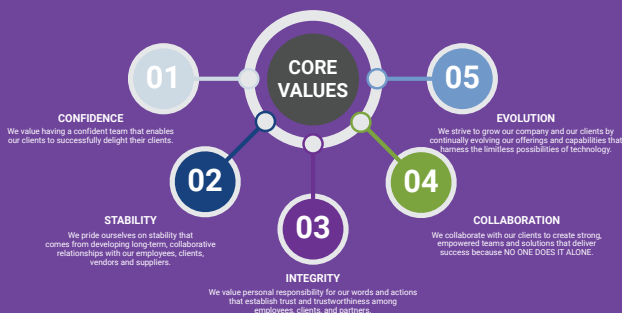 CORE
VALUES
01
CONFIDENCE
We value having a confident team that enables
our clients to successfully delight their clients.
02
STABILITY
We pride ourselves on stability that
comes from developing long-term, collaborative
relationships with our employees, clients,
vendors and suppliers.
03
INTEGRITY
We value personal responsibility for our words and actions
that establish trust and trustworthiness among
employees, clients, and partners.
04
COLLABORATION
We collaborate with our clients to create strong,
empowered teams and solutions that deliver
success because NO ONE DOES IT ALONE.
05
EVOLUTION
We strive to grow our company and our clients by
continually evolving our offerings and capabilities that
harness the limitless possibilities of technology.